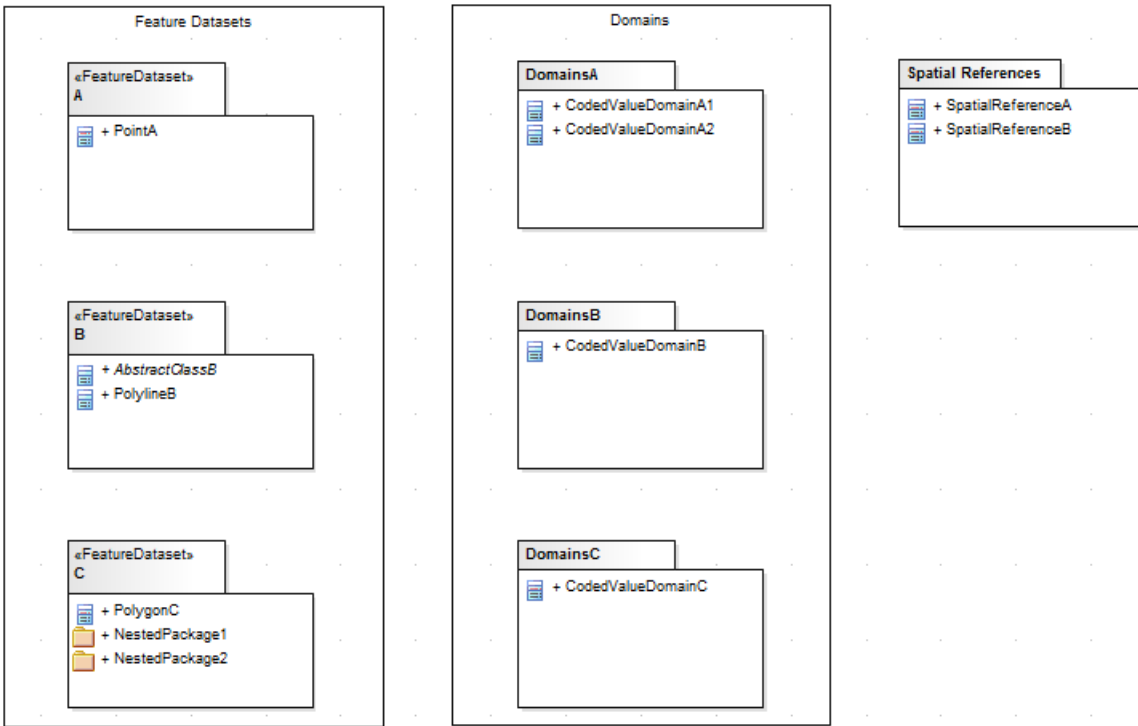 Feature Datasets
«FeatureDataset»
A
+ PointA
«FeatureDataset»
B
+ AbstractClassB
+ PolylineB
«FeatureDataset»
C
+ PolygonC
+ NestedPackage1
+ NestedPackage2
Domains
DomainsA
+ CodedValueDomainA1
+ CodedValueDomainA2
DomainsB
+ CodedValueDomainB
DomainsC
+ CodedValueDomainC
Spatial References
+ SpatialReferenceA
+ SpatialReferenceB